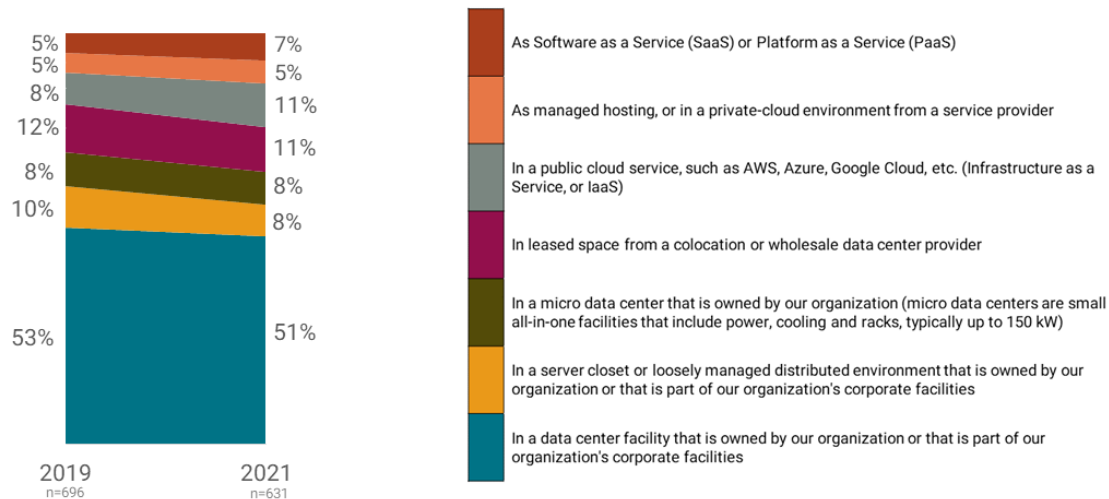 5%
5%
8%
12%
8%
10%
53%
7%
5%
11%
11%
8%
8%
51%
2019
n=696
2021
n=631
As Software as a Service (SaaS) or Platform as a Service (PaaS)
As managed hosting, or in a private-cloud environment from a service provider
In a public cloud service, such as AWS, Azure, Google Cloud, etc. (Infrastructure as a
Service, or IaaS)
In leased space from a colocation or wholesale data center provider
In a micro data center that is owned by our organization (micro data centers are small
all-in-one facilities that include power, cooling and racks, typically up to 150 kW)
In a server closet or loosely managed distributed environment that is owned by our
organization or that is part of our organization's corporate facilities
In a data center facility that is owned by our organization or that is part of our
organization's corporate facilities